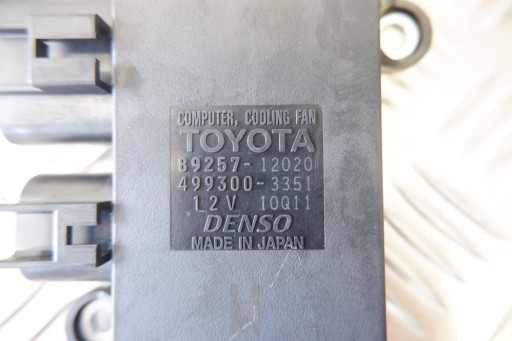 COMPUTER, COOLING FAN
TOYOTA
89257-12020
499300-3351
12V 10Q11
DENSO
MADE IN JAPAN